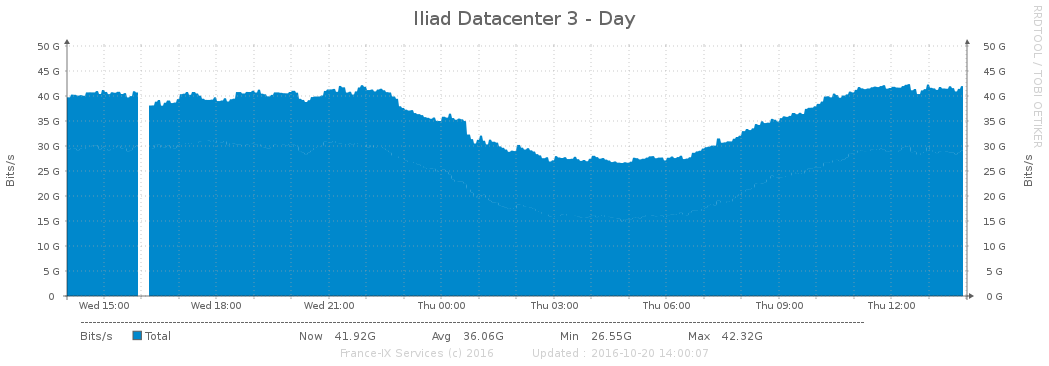 Iliad Datacenter 3 - Day
RRDTOOL / TOBI OETIKER
50 G 50 G
45 G 45 G
40 G 40 G
35 G 35 G
30 G 30 G
25 G 25 G
20 G 20 G
15 G 15 G
10 G 10 G
5 G 5 G
0 0 G
Bits/s Bits/s
Wed 15:00 Wed 18:00 Wed 21:00 Thu 00:00 Thu 03:00 Thu 06:00 Thu 09:00 Thu 12:00
Bits/s Total Now 41.92G Avg 36.06G Min 26.55G Max 42.32G
France-IX Services (c) 2016 Updated : 2016-10-20 14:00:07